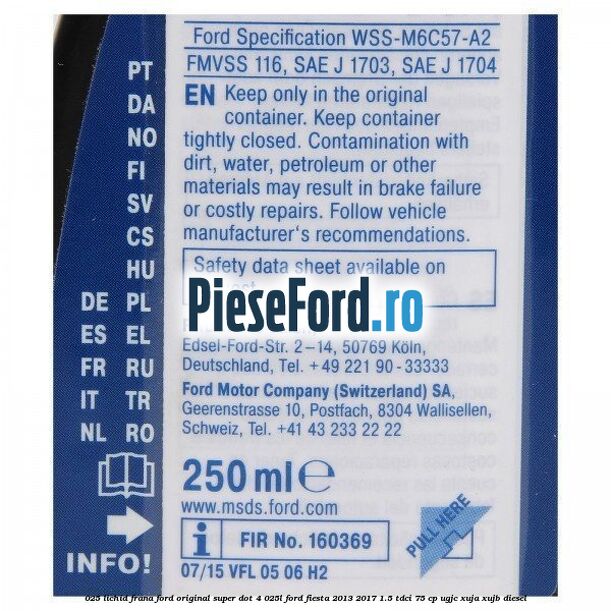 Ford Specification WSS-M6C57-A2
FMVSS 116, SAE J 1703, SAE J 1704
EN Keep only in the original
container. Keep container
tightly closed. Contamination with
dirt, water, petroleum or other
materials may result in brake failure
or costly repairs. Follow vehicle
manufacturer's recommendations.
Safety data sheet available on
PieseFord.ro
Edsel-Ford-Str. 2–14, 50769 Köln,
Deutschland, Tel. +49 221 90-33333
Ford Motor Company (Switzerland) SA,
Geerenstrasse 10, Postfach, 8304 Wallisellen,
Schweiz, Tel. +41 43 233 22 22
250 ml e
www.msds.ford.com
i FIR No. 160369
07/15 VFL 05 06 H2
PULL HERE
PT
DA
NO
FI
SV
CS
HU
DE PL
ES EL
FR RU
IT TR
NL RO
INFO!
025 lichid frana ford original super dot 4 025l ford fiesta 2013 2017 1.5 tdci 75 cp ugjc xuja xujb diesel